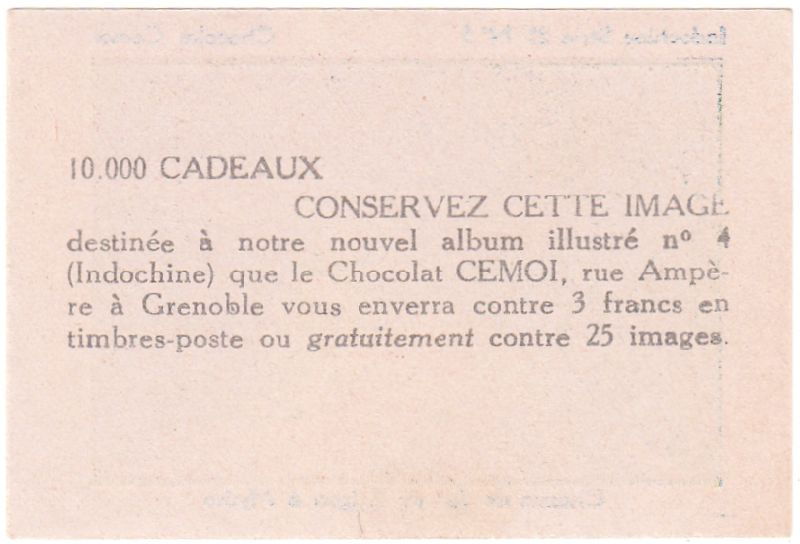 10.000 CADEAUX
CONSERVEZ CETTE IMAGE
destinée à notre nouvel album illustré nº 4
(Indochine) que le Chocolat CEMOI, rue Ampè-
re à Grenoble vous enverra contre 3 francs en
timbres-poste ou gratuitement contre 25 images.